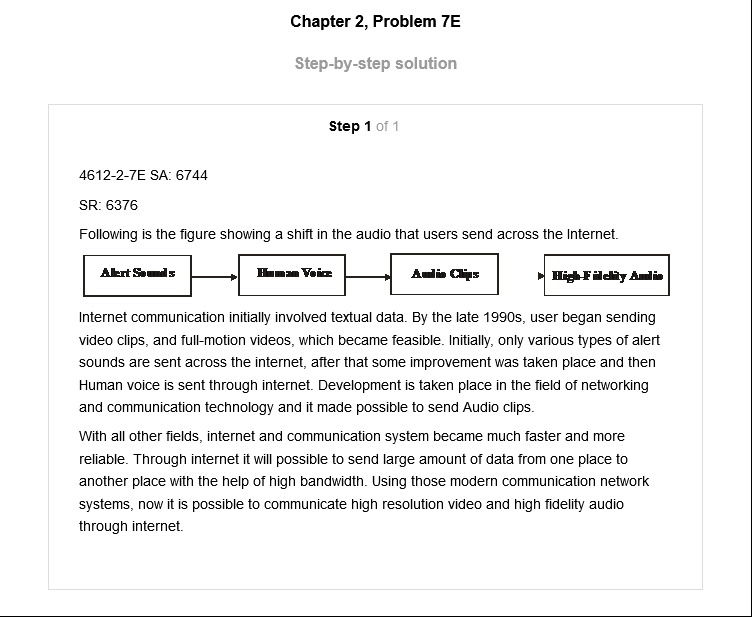 Chapter 2, Problem 7E
Step-by-step solution
Step 1 of 1
4612-2-7E SA: 6744
SR: 6376
Following is the figure showing a shift in the audio that users send across the Internet.
Alert Sounds
Human Voice
Audio Clips
High-Fidelity Audio
Internet communication initially involved textual data. By the late 1990s, user began sending
video clips, and full-motion videos, which became feasible. Initially, only various types of alert
sounds are sent across the internet, after that some improvement was taken place and then
Human voice is sent through internet. Development is taken place in the field of networking
and communication technology and it made possible to send Audio clips.
With all other fields, internet and communication system became much faster and more
reliable. Through internet it will possible to send large amount of data from one place to
another place with the help of high bandwidth. Using those modern communication network
systems, now it is possible to communicate high resolution video and high fidelity audio
through internet.